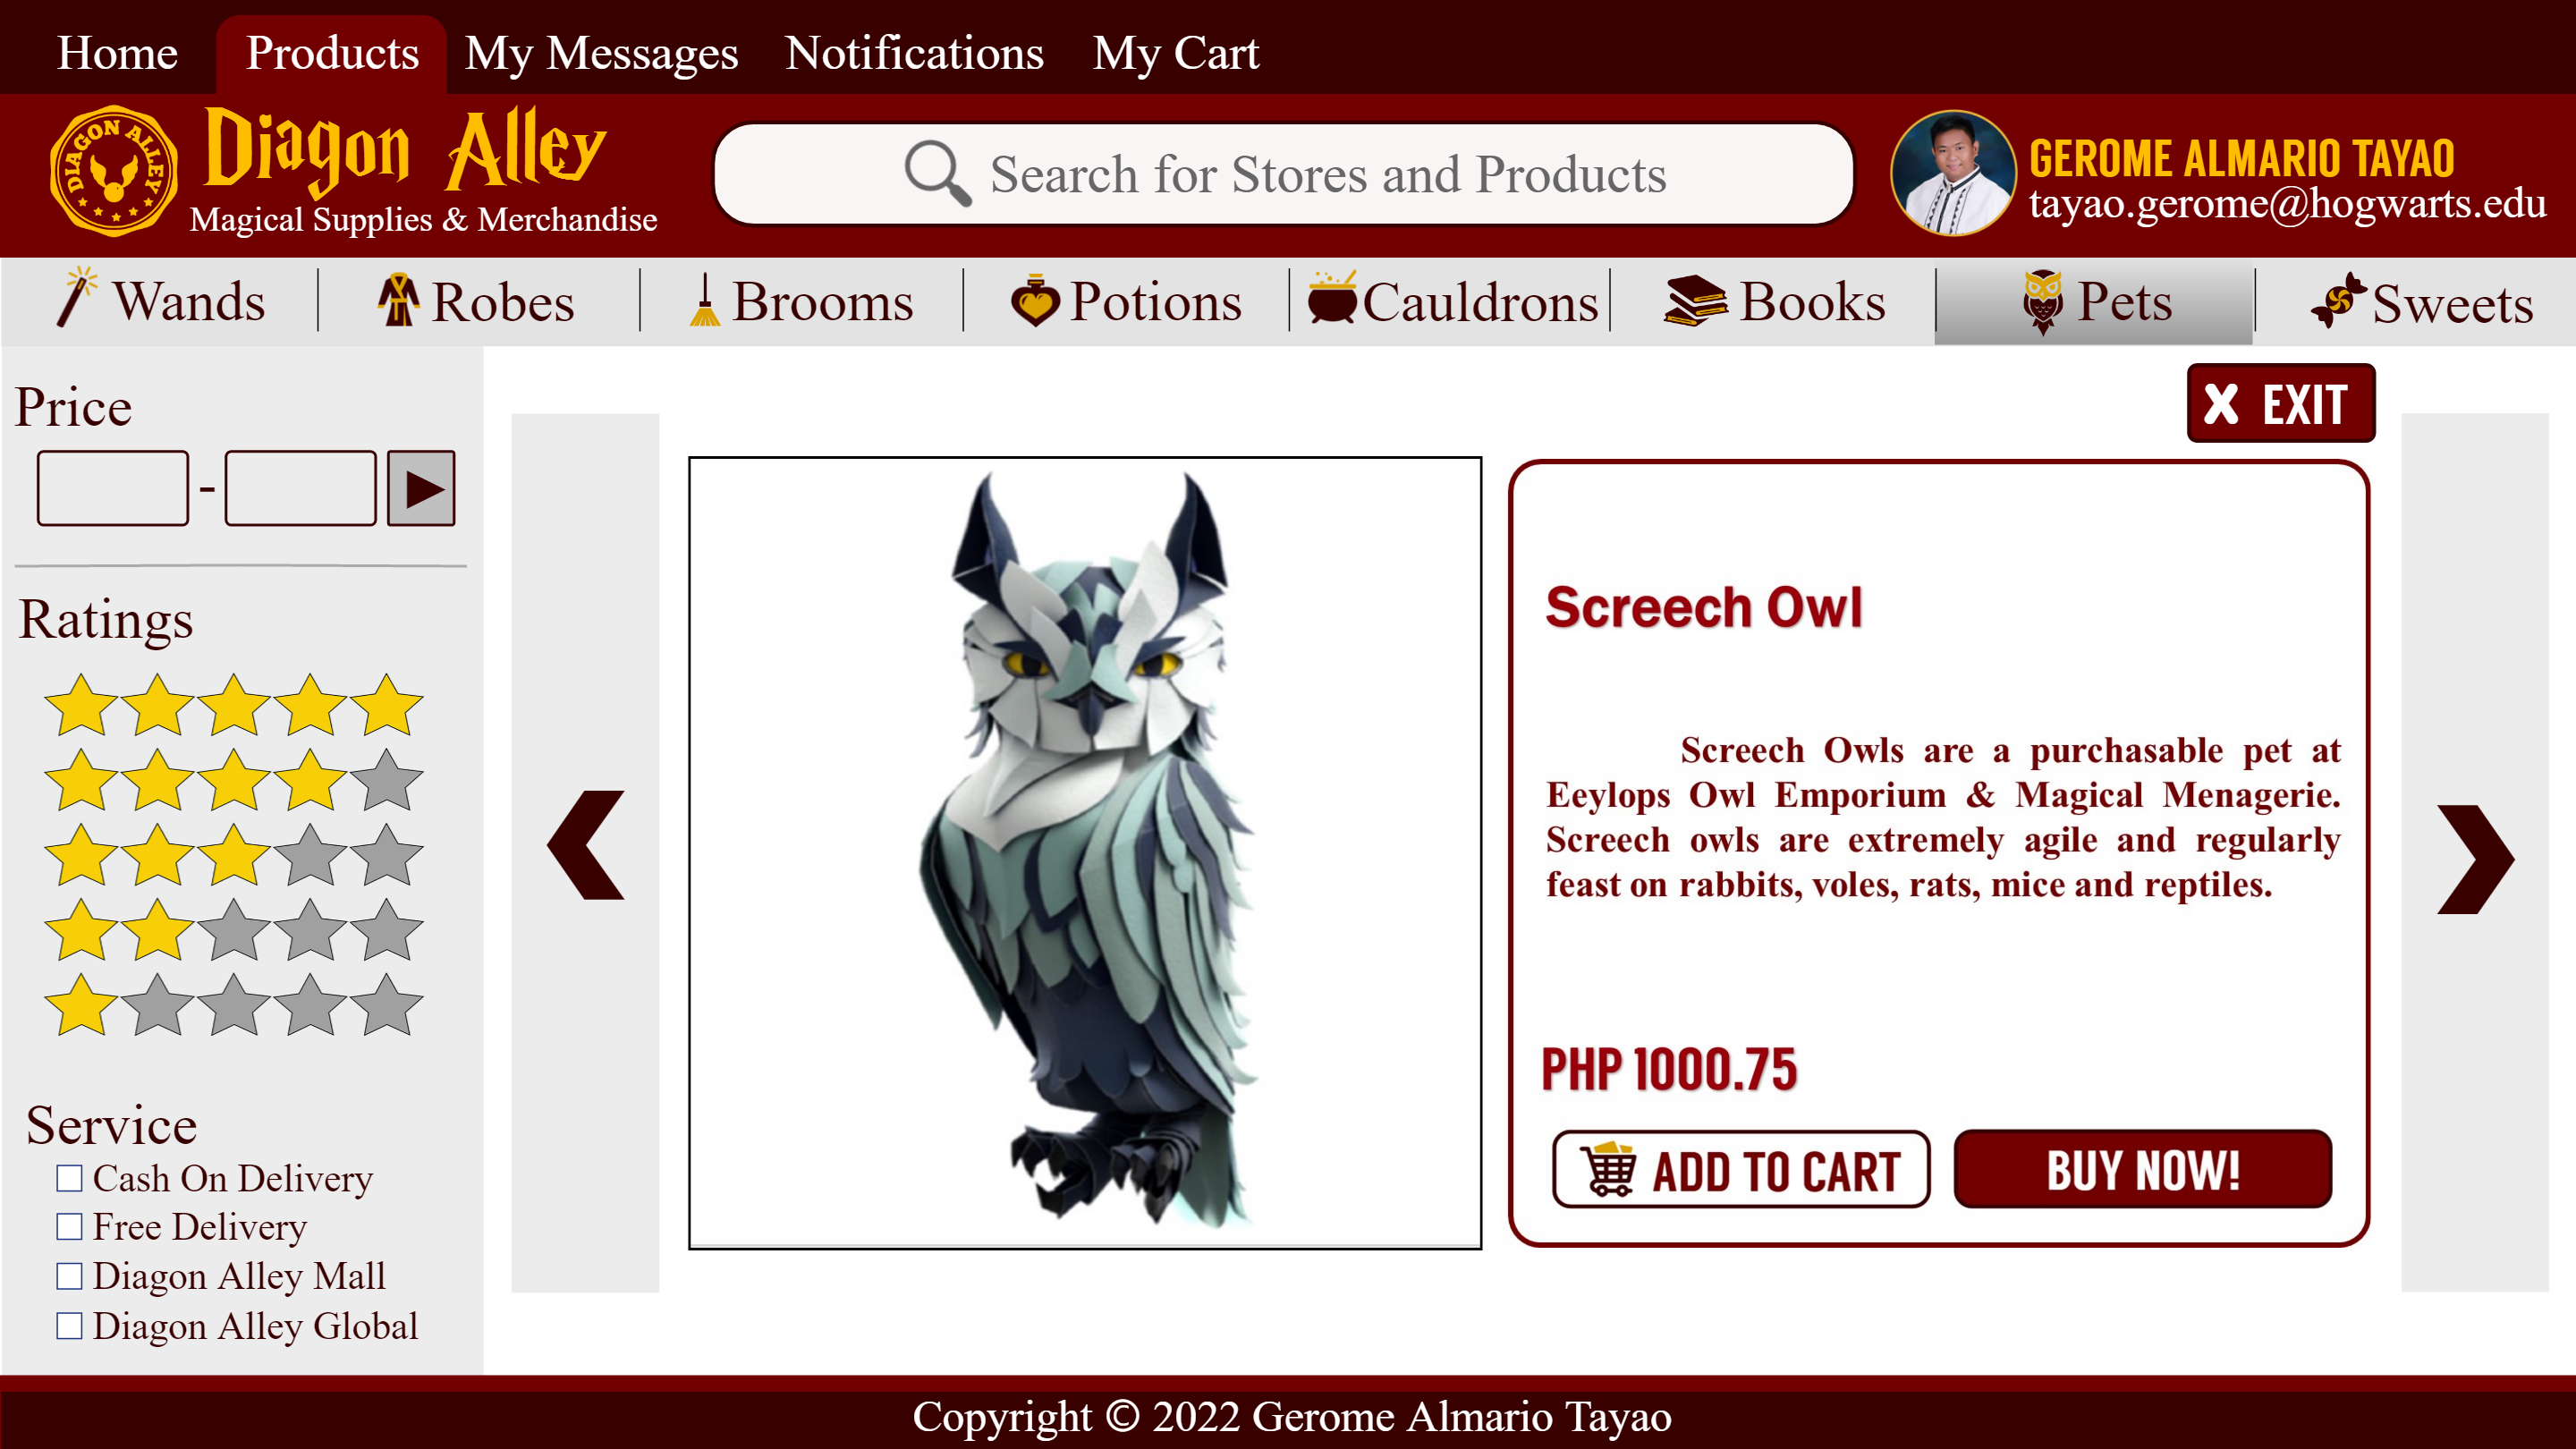 Home Products My Messages Notifications My Cart
DIAGON ALLEY
Diagon Alley
Magical Supplies & Merchandise
Search for Stores and Products
GEROME ALMARIO TAYAO
tayao.gerome@hogwarts.edu
Wands Robes Brooms Potions Cauldrons Books Pets Sweets
Price
-
Ratings
Service
Cash On Delivery
Free Delivery
Diagon Alley Mall
Diagon Alley Global
X EXIT
Screech Owl
Screech Owls are a purchasable pet at
Eeylops Owl Emporium & Magical Menagerie.
Screech owls are extremely agile and regularly
feast on rabbits, voles, rats, mice and reptiles.
PHP 1000.75
ADD TO CART
BUY NOW!
Copyright © 2022 Gerome Almario Tayao